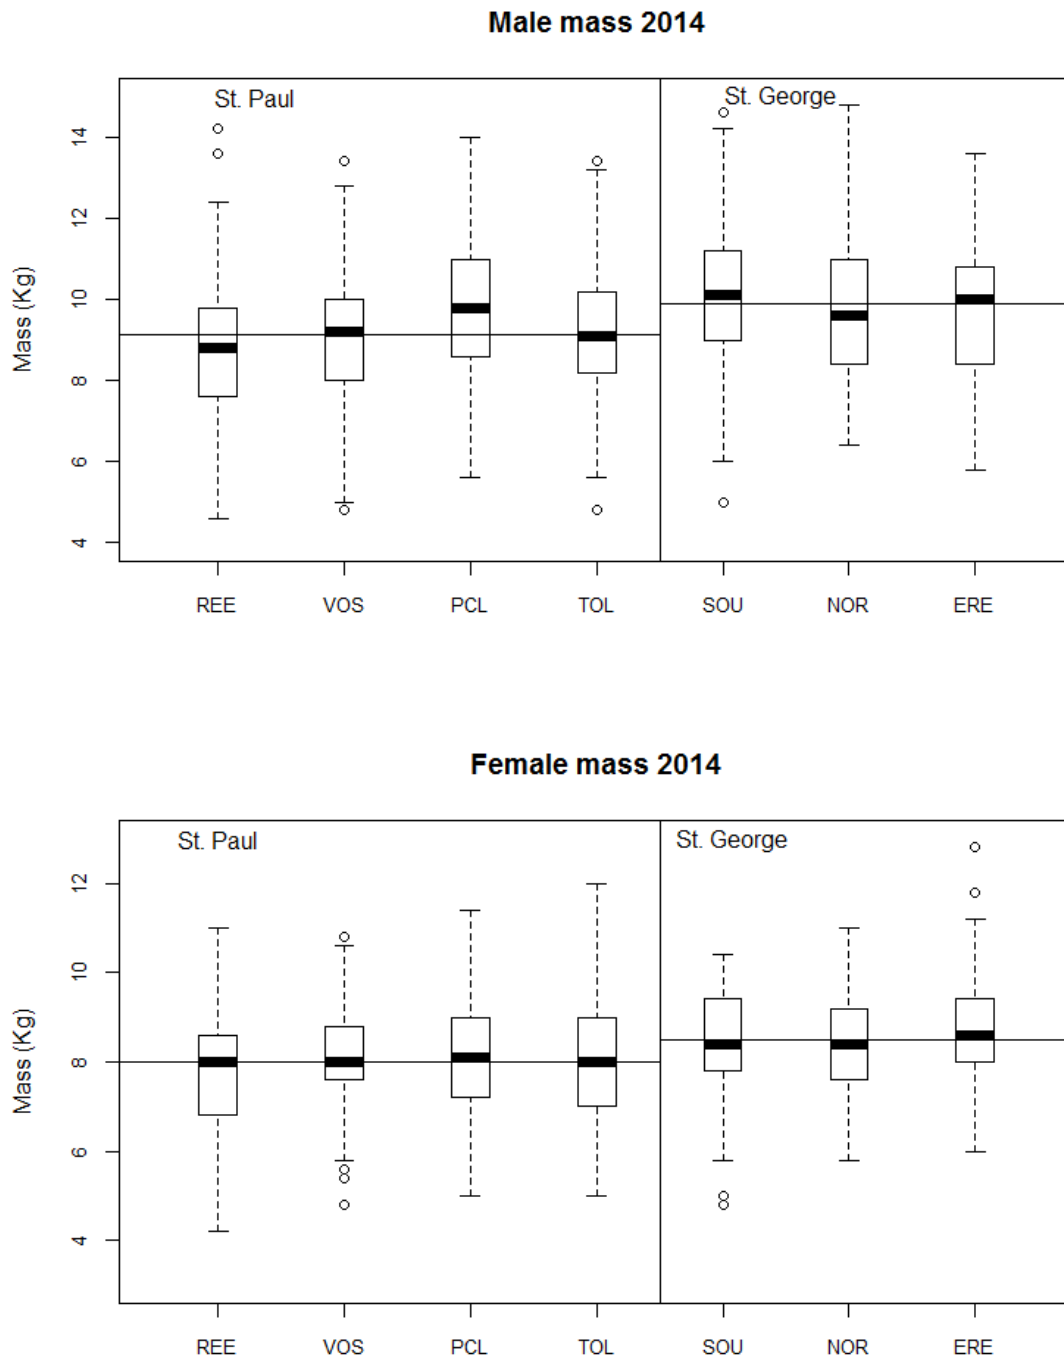 Male mass 2014
St. Paul
St. George
Mass (Kg)
14
12
10
8
6
4
REE VOS PCL TOL SOU NOR ERE
Female mass 2014
St. Paul
St. George
Mass (Kg)
12
10
8
6
4
REE VOS PCL TOL SOU NOR ERE